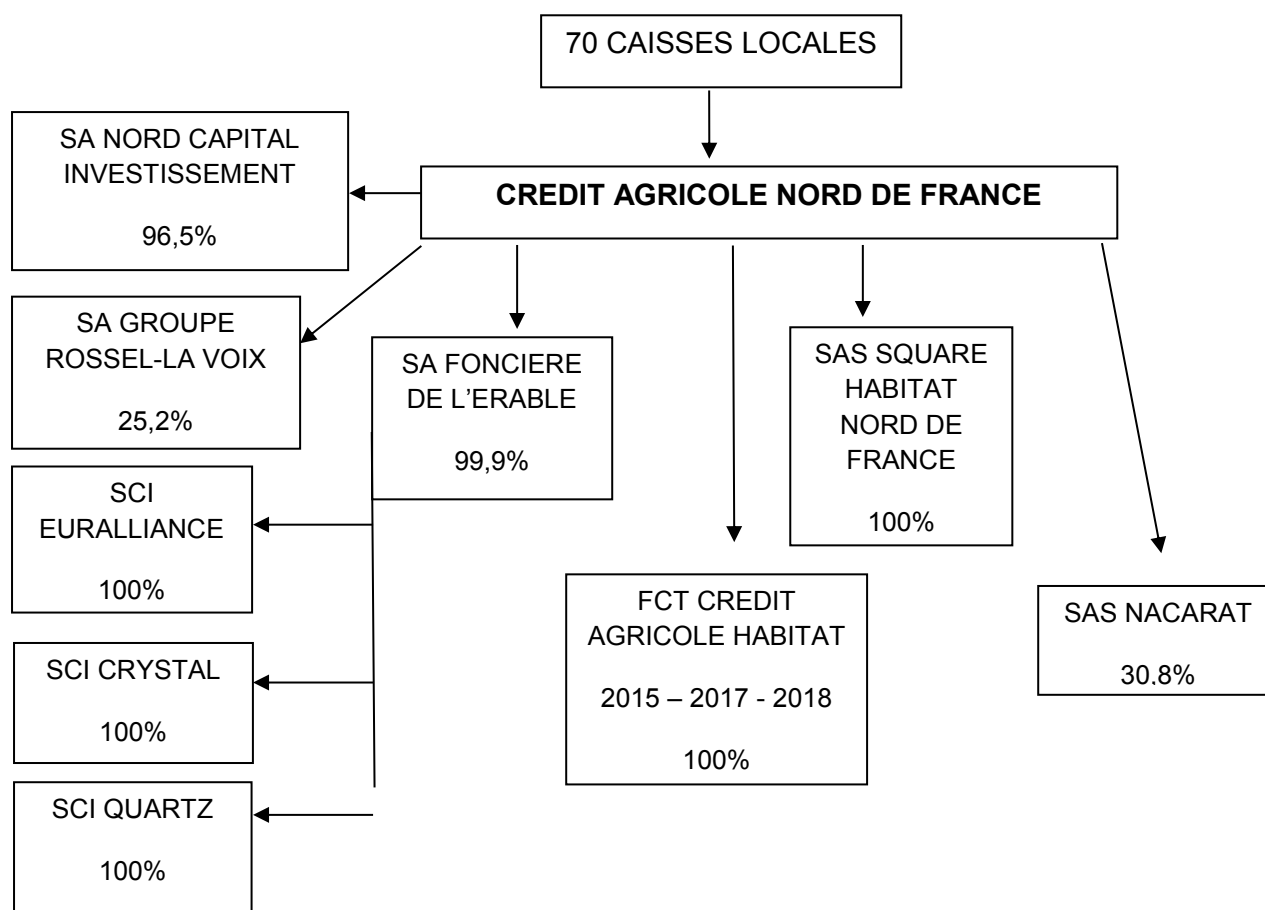 70 CAISSES LOCALES
SA NORD CAPITAL
INVESTISSEMENT
96,5%
CREDIT AGRICOLE NORD DE FRANCE
SA GROUPE
ROSSEL-LA VOIX
25,2%
SA FONCIERE
DE L’ERABLE
99,9%
SAS SQUARE
HABITAT
NORD DE
FRANCE
100%
SCI
EURALLIANCE
100%
FCT CREDIT
AGRICOLE HABITAT
2015 – 2017 - 2018
100%
SAS NACARAT
30.8%
SCI CRYSTAL
100%
SCI QUARTZ
100%